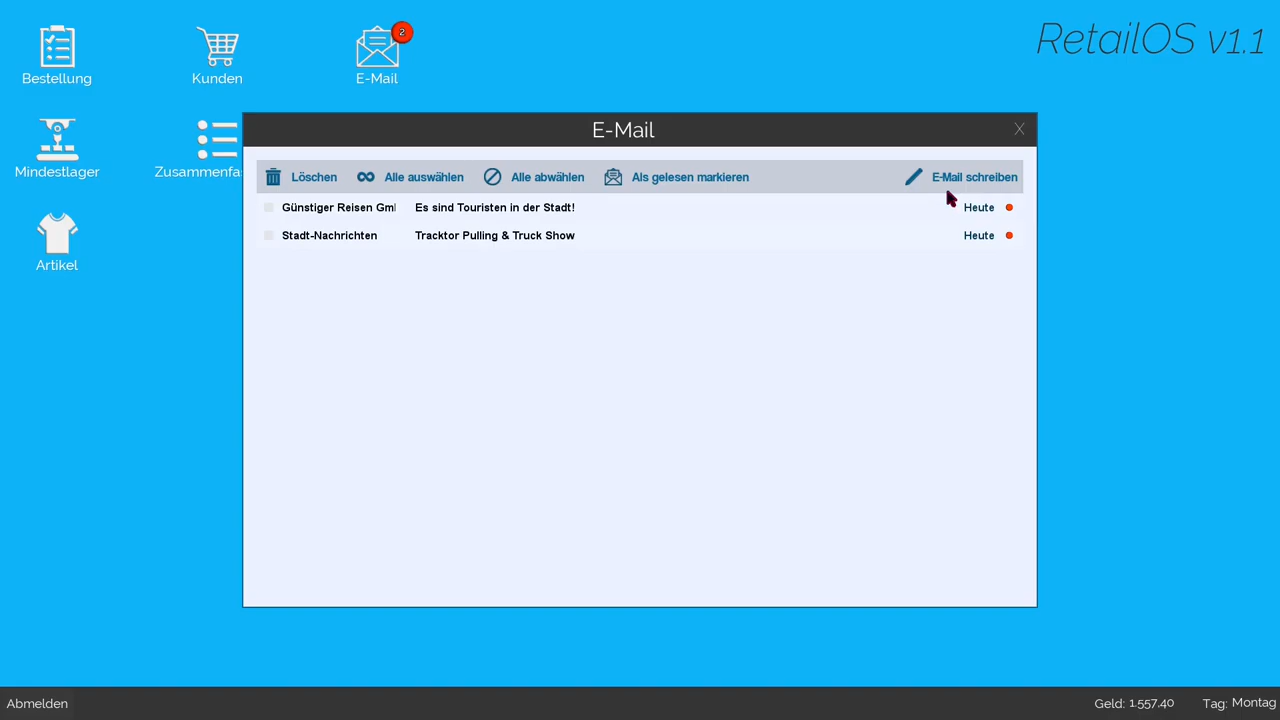 RetailOS v1.1
2
Bestellung
Kunden
E-Mail
Mindestlager
Zusammenfas
Artikel
E-Mail
X
Löschen
Alle auswählen
Alle abwählen
Als gelesen markieren
E-Mail schreiben
Günstiger Reisen Gm Es sind Touristen in der Stadt! Heute
Stadt-Nachrichten Tracktor Pulling & Truck Show Heute
Abmelden
Geld: 1.557,40
Tag: Montag